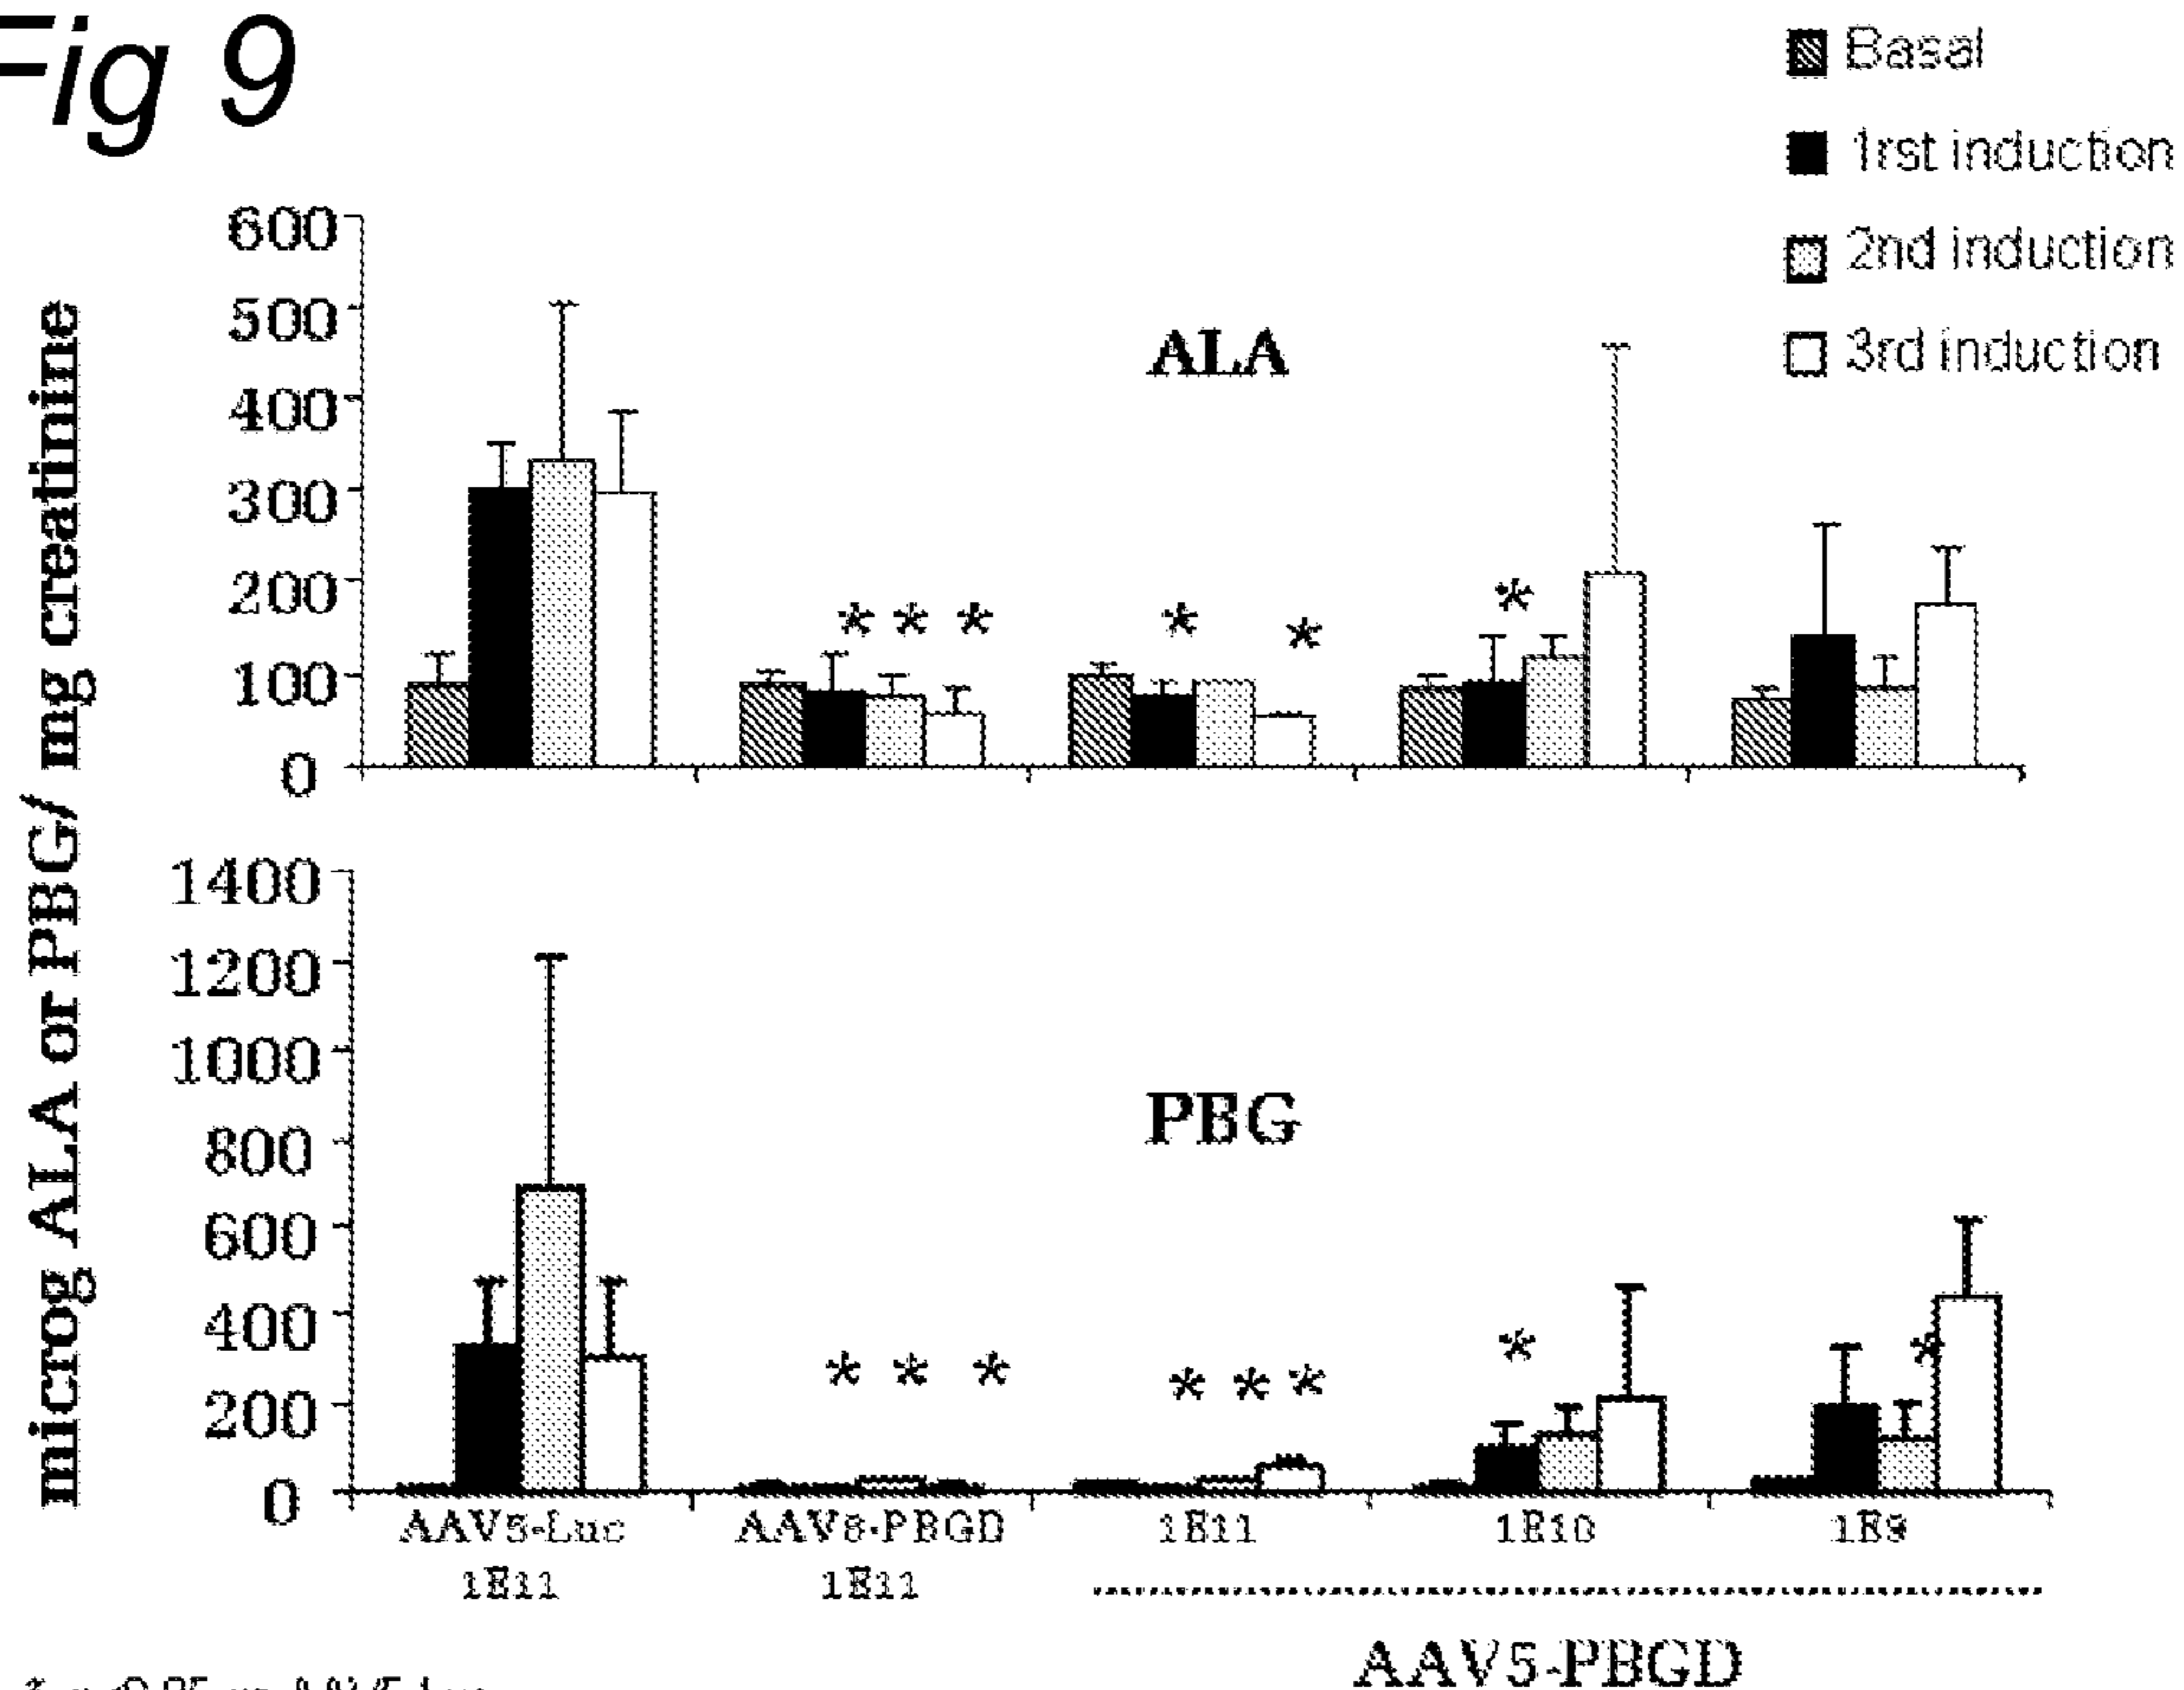 Fig 9
Basal
1rst induction
2nd induction
3rd induction
microg ALA or PBG/ mg creatinine
600
500
400
300
200
100
0
ALA
* * *
* *
*
1400
1200
1000
800
600
400
200
0
PBG
* * *
* * *
*
*
AAV5-Luc
1E11
AAV8-PBGD
1E11
1E11
1E10
1E9
AAV5-PBGD